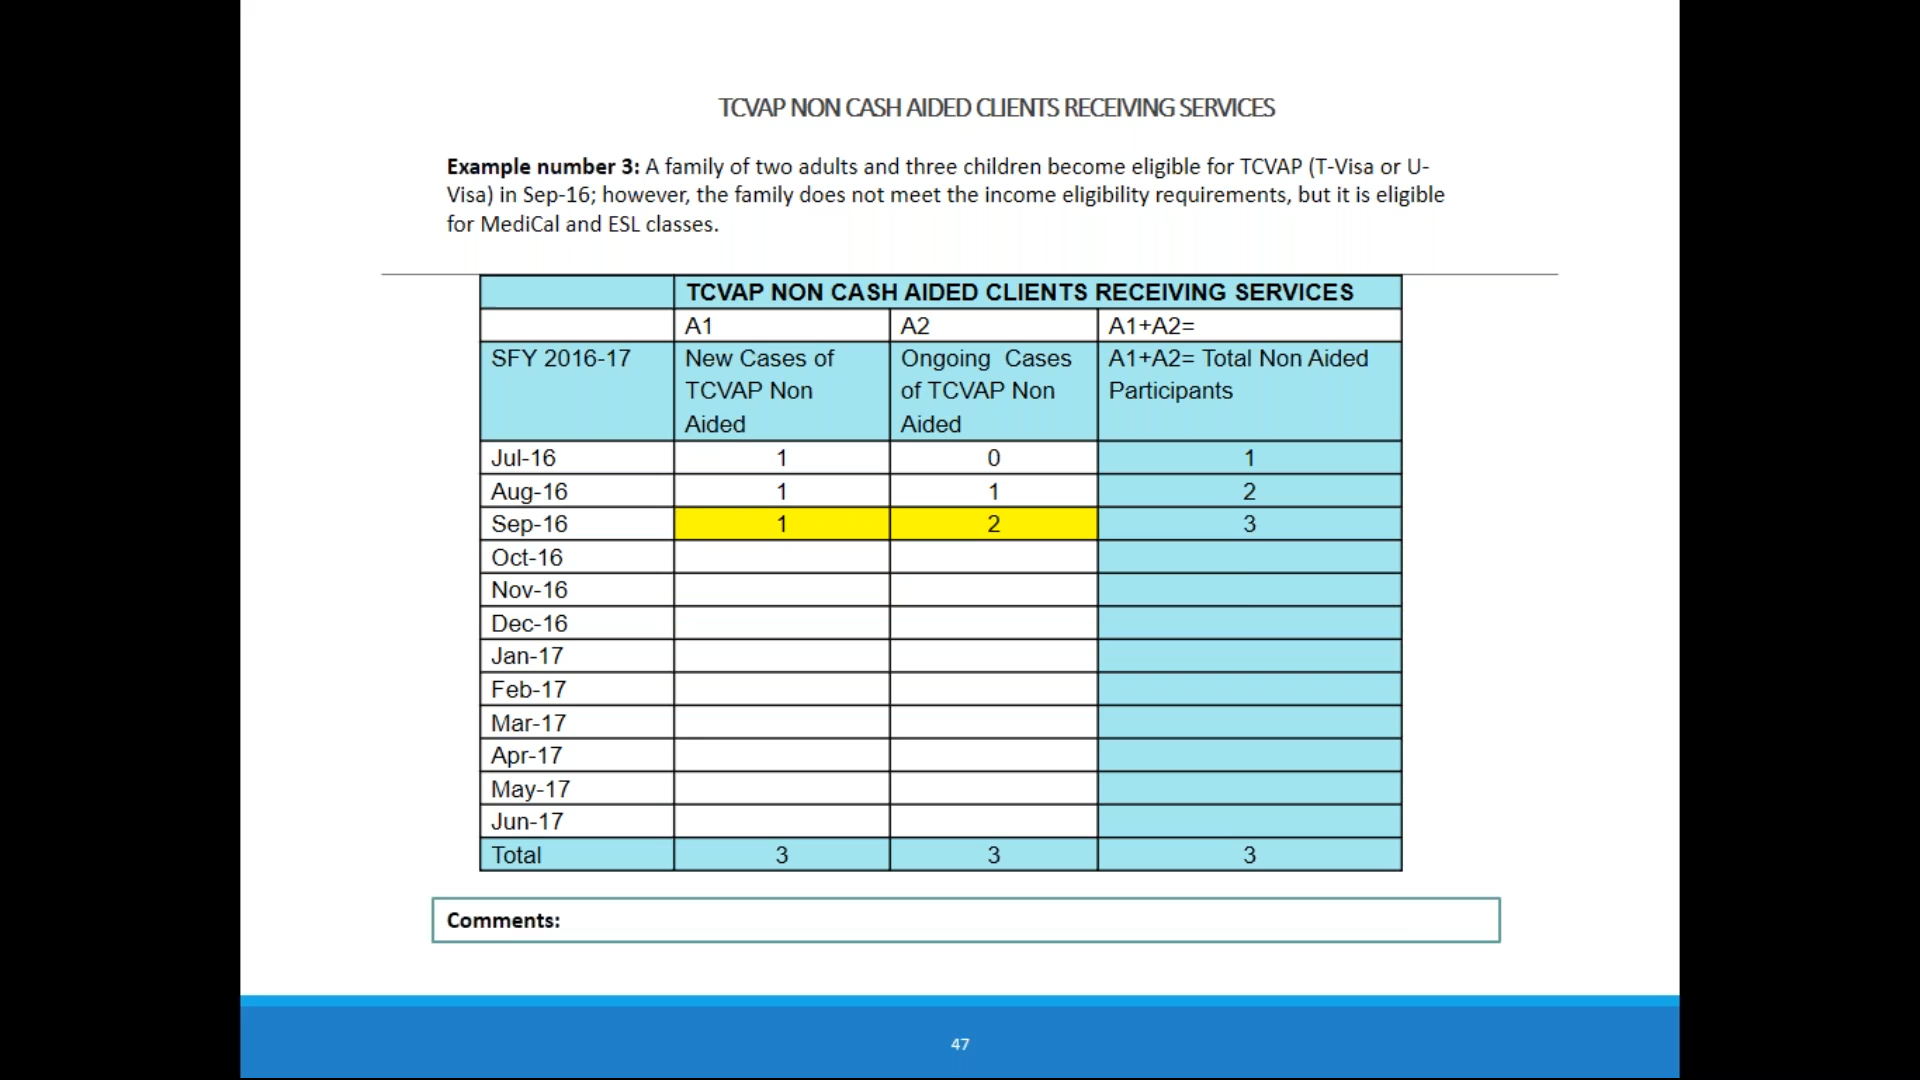 TCVAP NON CASH AIDED CLIENTS RECEIVING SERVICES
Example number 3: A family of two adults and three children become eligible for TCVAP (T-Visa or U-
Visa) in Sep-16; however, the family does not meet the income eligibility requirements, but it is eligible
for MediCal and ESL classes.
TCVAP NON CASH AIDED CLIENTS RECEIVING SERVICES
A1 A2 A1+A2=
SFY 2016-17 New Cases of Ongoing Cases A1+A2= Total Non Aided
TCVAP Non of TCVAP Non Participants
Aided Aided
Jul-16 1 0 1
Aug-16 1 1 2
Sep-16 1 2 3
Oct-16
Nov-16
Dec-16
Jan-17
Feb-17
Mar-17
Apr-17
May-17
Jun-17
Total 3 3 3
Comments:
47